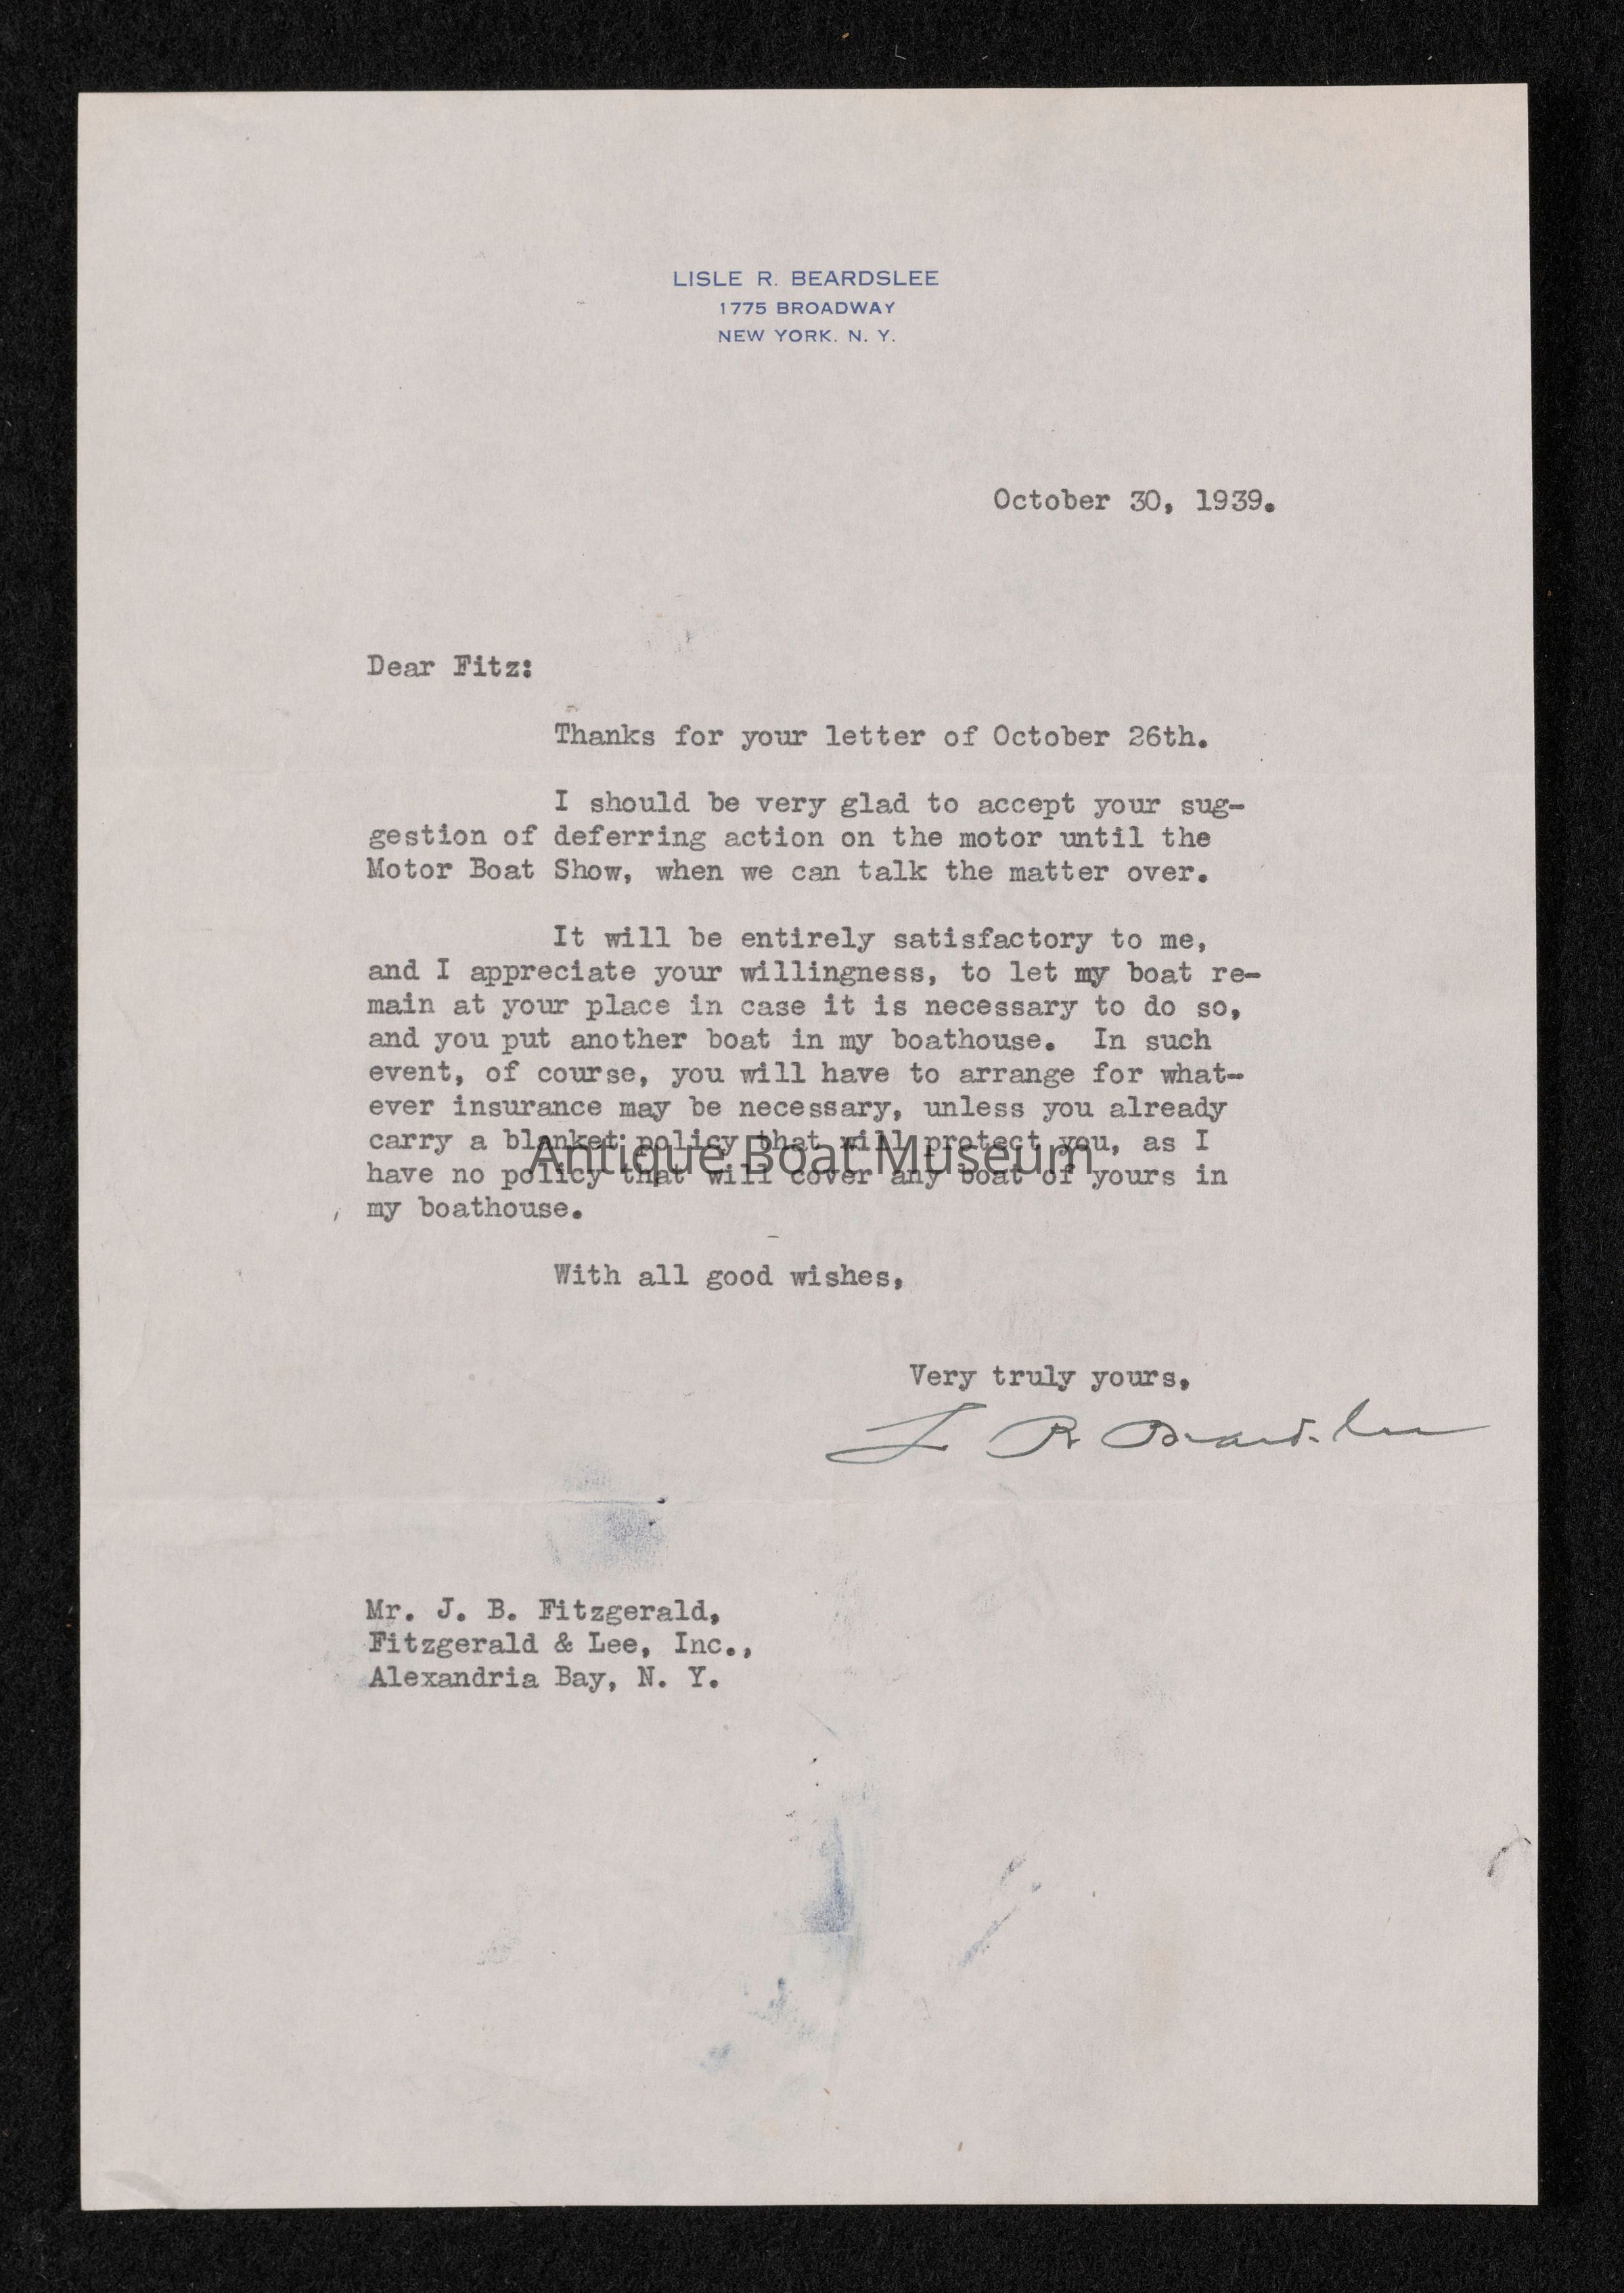 LISLE R. BEARDSLEE
1775 BROADWAY
NEW YORK. N. Y.
October 30, 1939.
Dear Fitz:
Thanks for your letter of October 26th.
I should be very glad to accept your sug-
gestion of deferring action on the motor until the
Motor Boat Show, when we can talk the matter over.
It will be entirely satisfactory to me,
and I appreciate your willingness, to let my boat re-
main at your place in case it is necessary to do so,
and you put another boat in my boathouse. In such
event, of course, you will have to arrange for what-
ever insurance may be necessary, unless you already
carry a blanket policy that will protect you, as I
Antique Boat Museum
have no policy that will cover any boat of yours in
my boathouse.
With all good wishes,
Very truly yours,
L R Beardslee
Mr. J. B. Fitzgerald,
Fitzgerald & Lee, Inc.,
Alexandria Bay, N. Y.